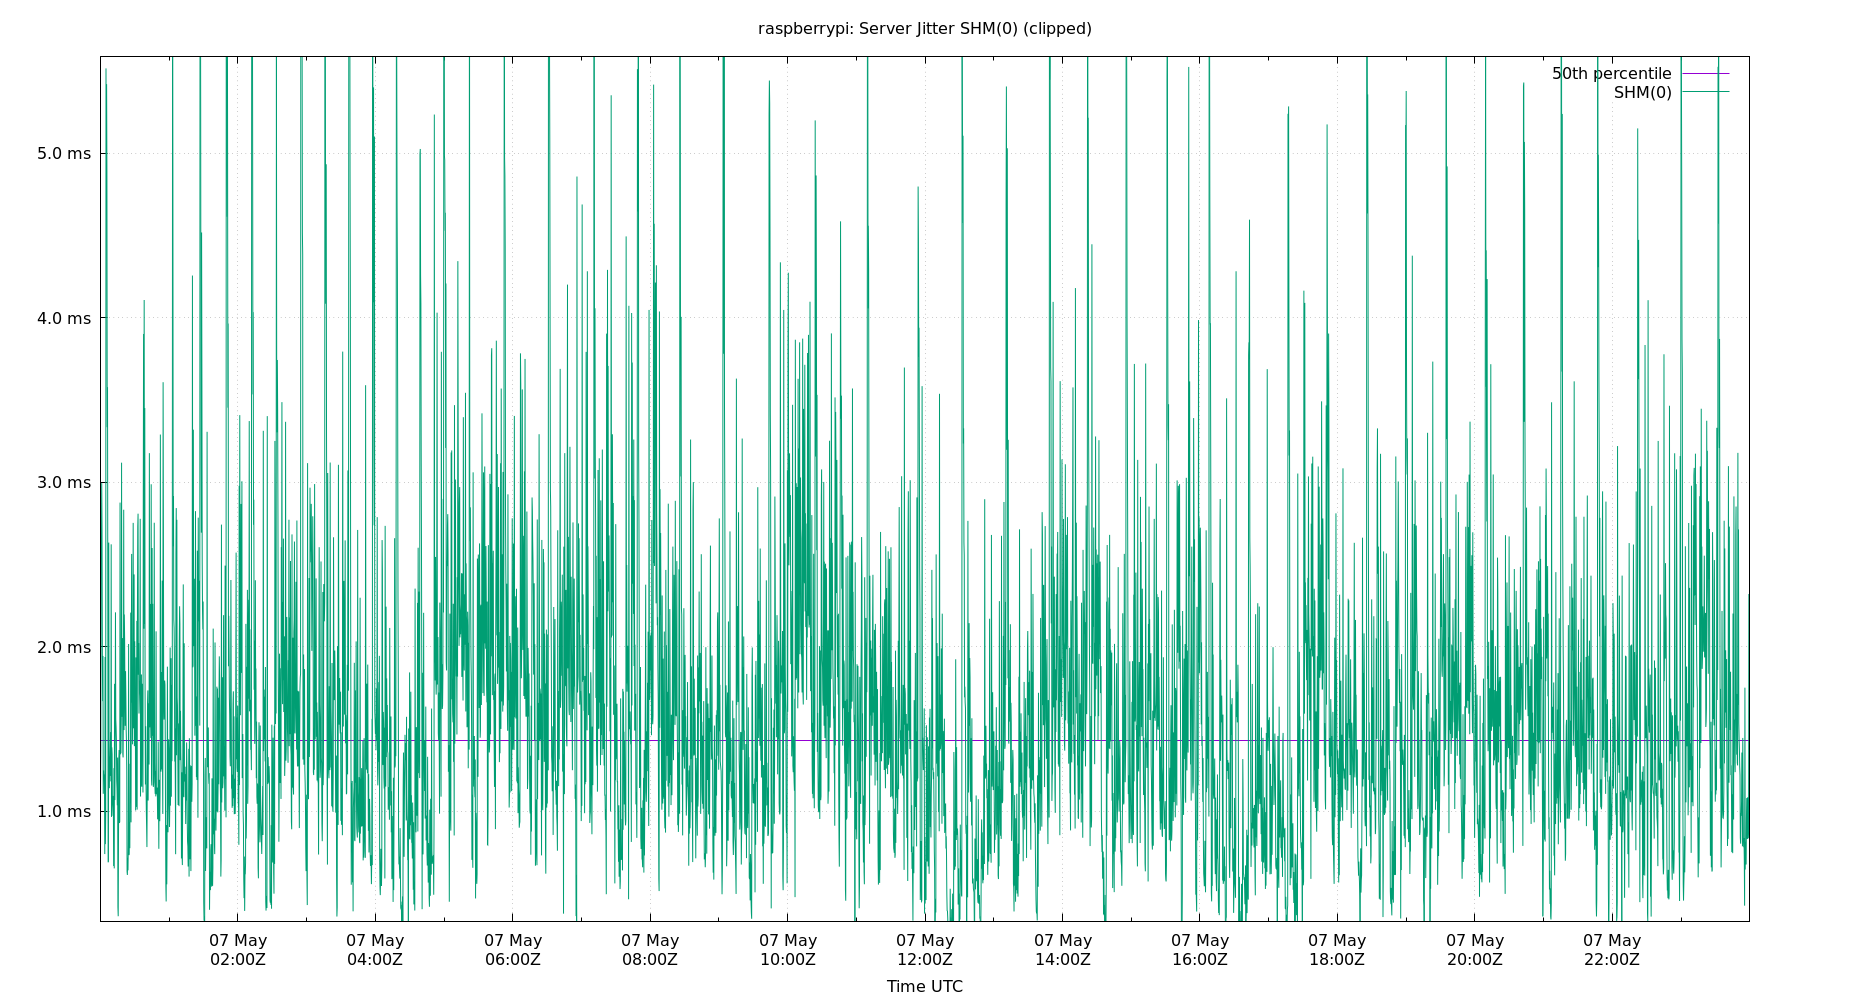 raspberrypi: Server Jitter SHM(0) (clipped)
50th percentile
SHM(0)
5.0 ms
4.0 ms
3.0 ms
2.0 ms
1.0 ms
07 May 07 May 07 May 07 May 07 May 07 May 07 May 07 May 07 May 07 May 07 May
02:00Z 04:00Z 06:00Z 08:00Z 10:00Z 12:00Z 14:00Z 16:00Z 18:00Z 20:00Z 22:00Z
Time UTC